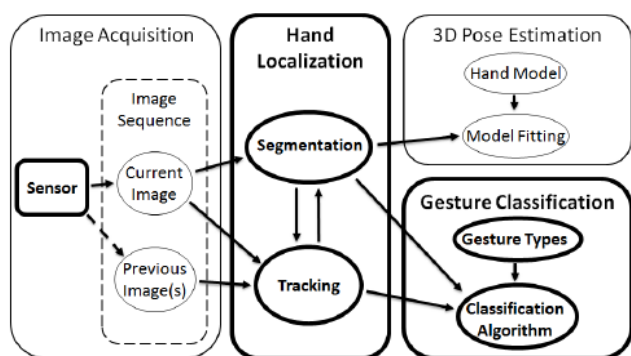 Image Acquisition
Image
Sequence
Sensor
Current
Image
Previous
Image(s)
Hand
Localization
Segmentation
Tracking
3D Pose Estimation
Hand Model
Model Fitting
Gesture Classification
Gesture Types
Classification
Algorithm